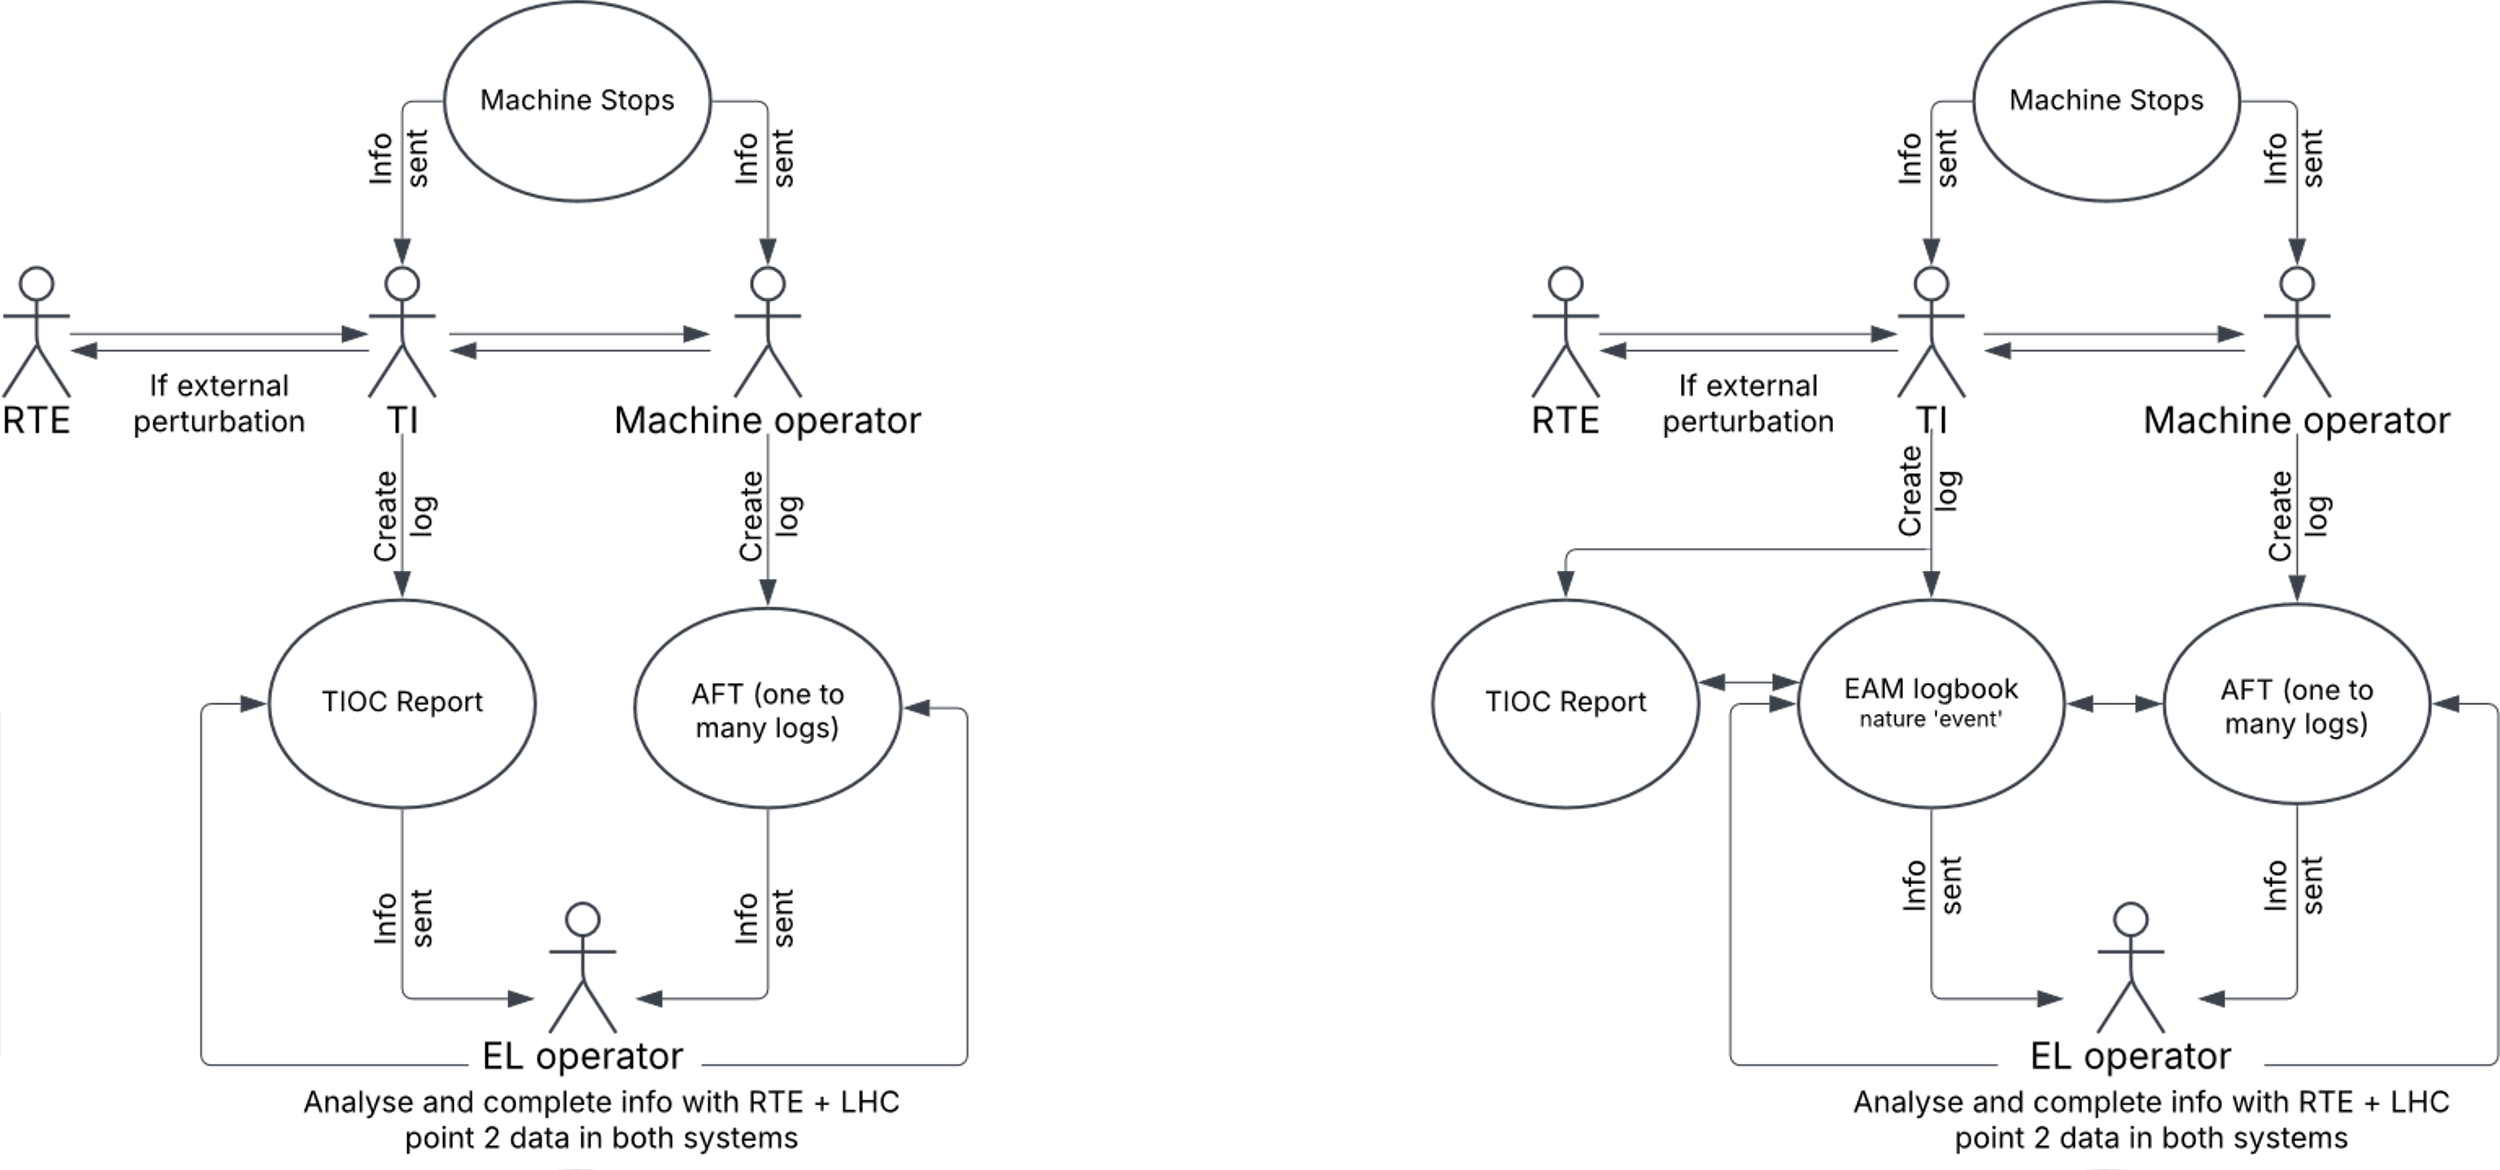 Machine Stops
Info
sent
Info
sent
RTE
If external
perturbation
TI
Machine operator
Create
log
Create
log
TIOC Report
AFT (one to
many logs)
Info
sent
Info
sent
EL operator
Analyse and complete info with RTE + LHC
point 2 data in both systems
Machine Stops
Info
sent
Info
sent
RTE
If external
perturbation
TI
Machine operator
Create
log
Create
log
TIOC Report
EAM logbook
nature 'event'
AFT (one to
many logs)
Info
sent
Info
sent
EL operator
Analyse and complete info with RTE + LHC
point 2 data in both systems